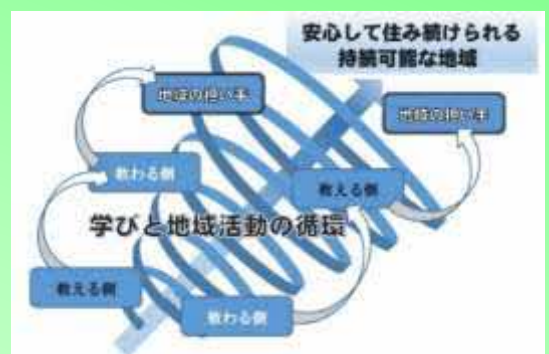 安心して住み続けられる
持続可能な地域
地域の担い手
地域の担い手
教わる側
教える側
学びと地域活動の循環
教える側
教わる側